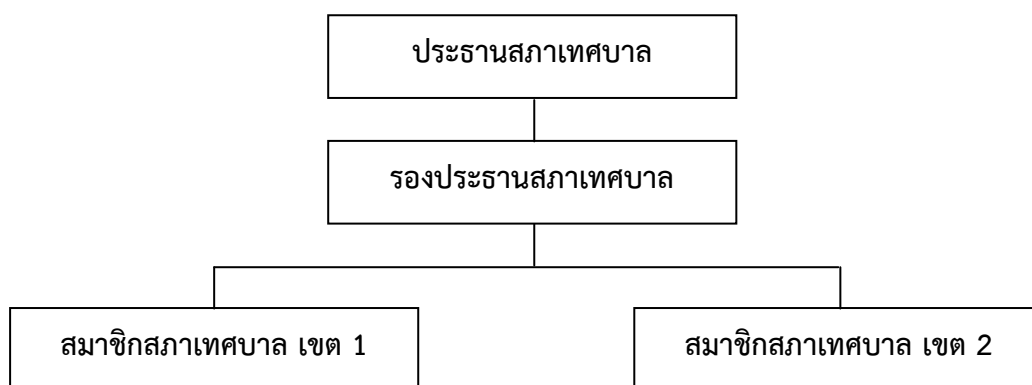 ประธานสภาเทศบาล
รองประธานสภาเทศบาล
สมาชิกสภาเทศบาล เขต 1
สมาชิกสภาเทศบาล เขต 2